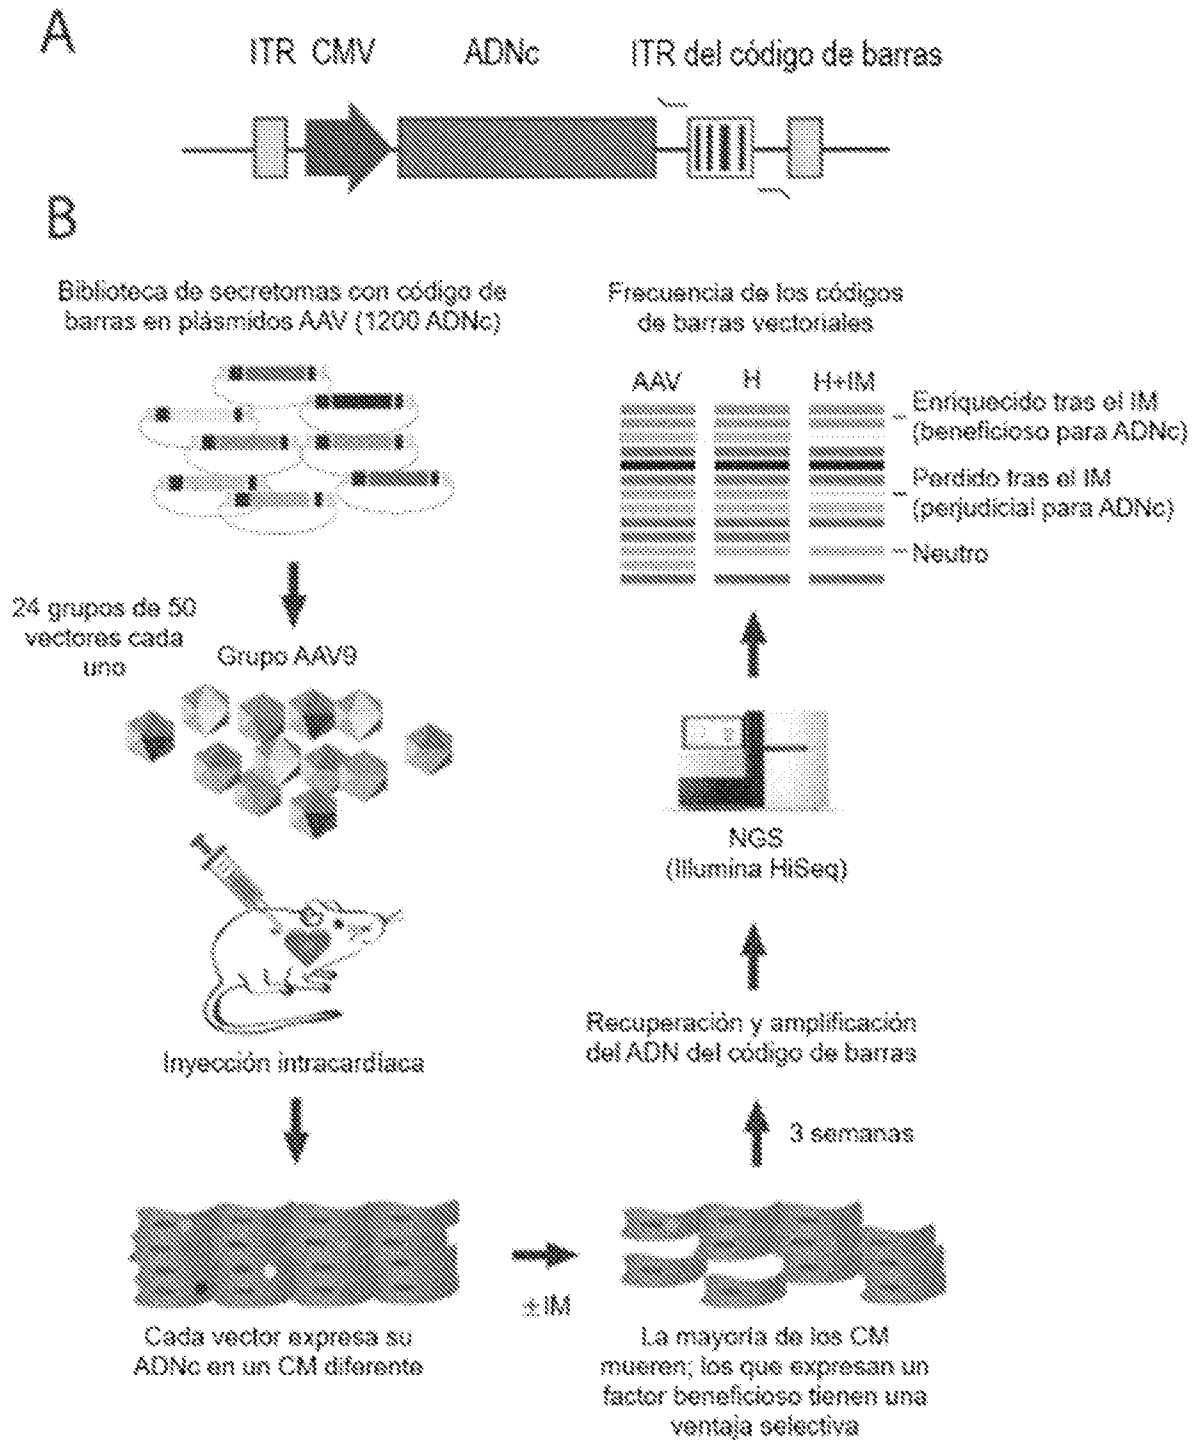 A
ITR CMV ADNc ITR del código de barras
B
Biblioteca de secretomas con código de
barras en plásmidos AAV (1200 ADNc)
24 grupos de 50
vectores cada
uno
Grupo AAV9
Inyección intracardíaca
Cada vector expresa su
ADNc en un CM diferente
± IM
La mayoría de los CM
mueren; los que expresan un
factor beneficioso tienen una
ventaja selectiva
3 semanas
Recuperación y amplificación
del ADN del código de barras
NGS
(Illumina HiSeq)
Frecuencia de los códigos
de barras vectoriales
AAV H H+IM
Enriquecido tras el IM
(beneficioso para ADNc)
Perdido tras el IM
(perjudicial para ADNc)
Neutro